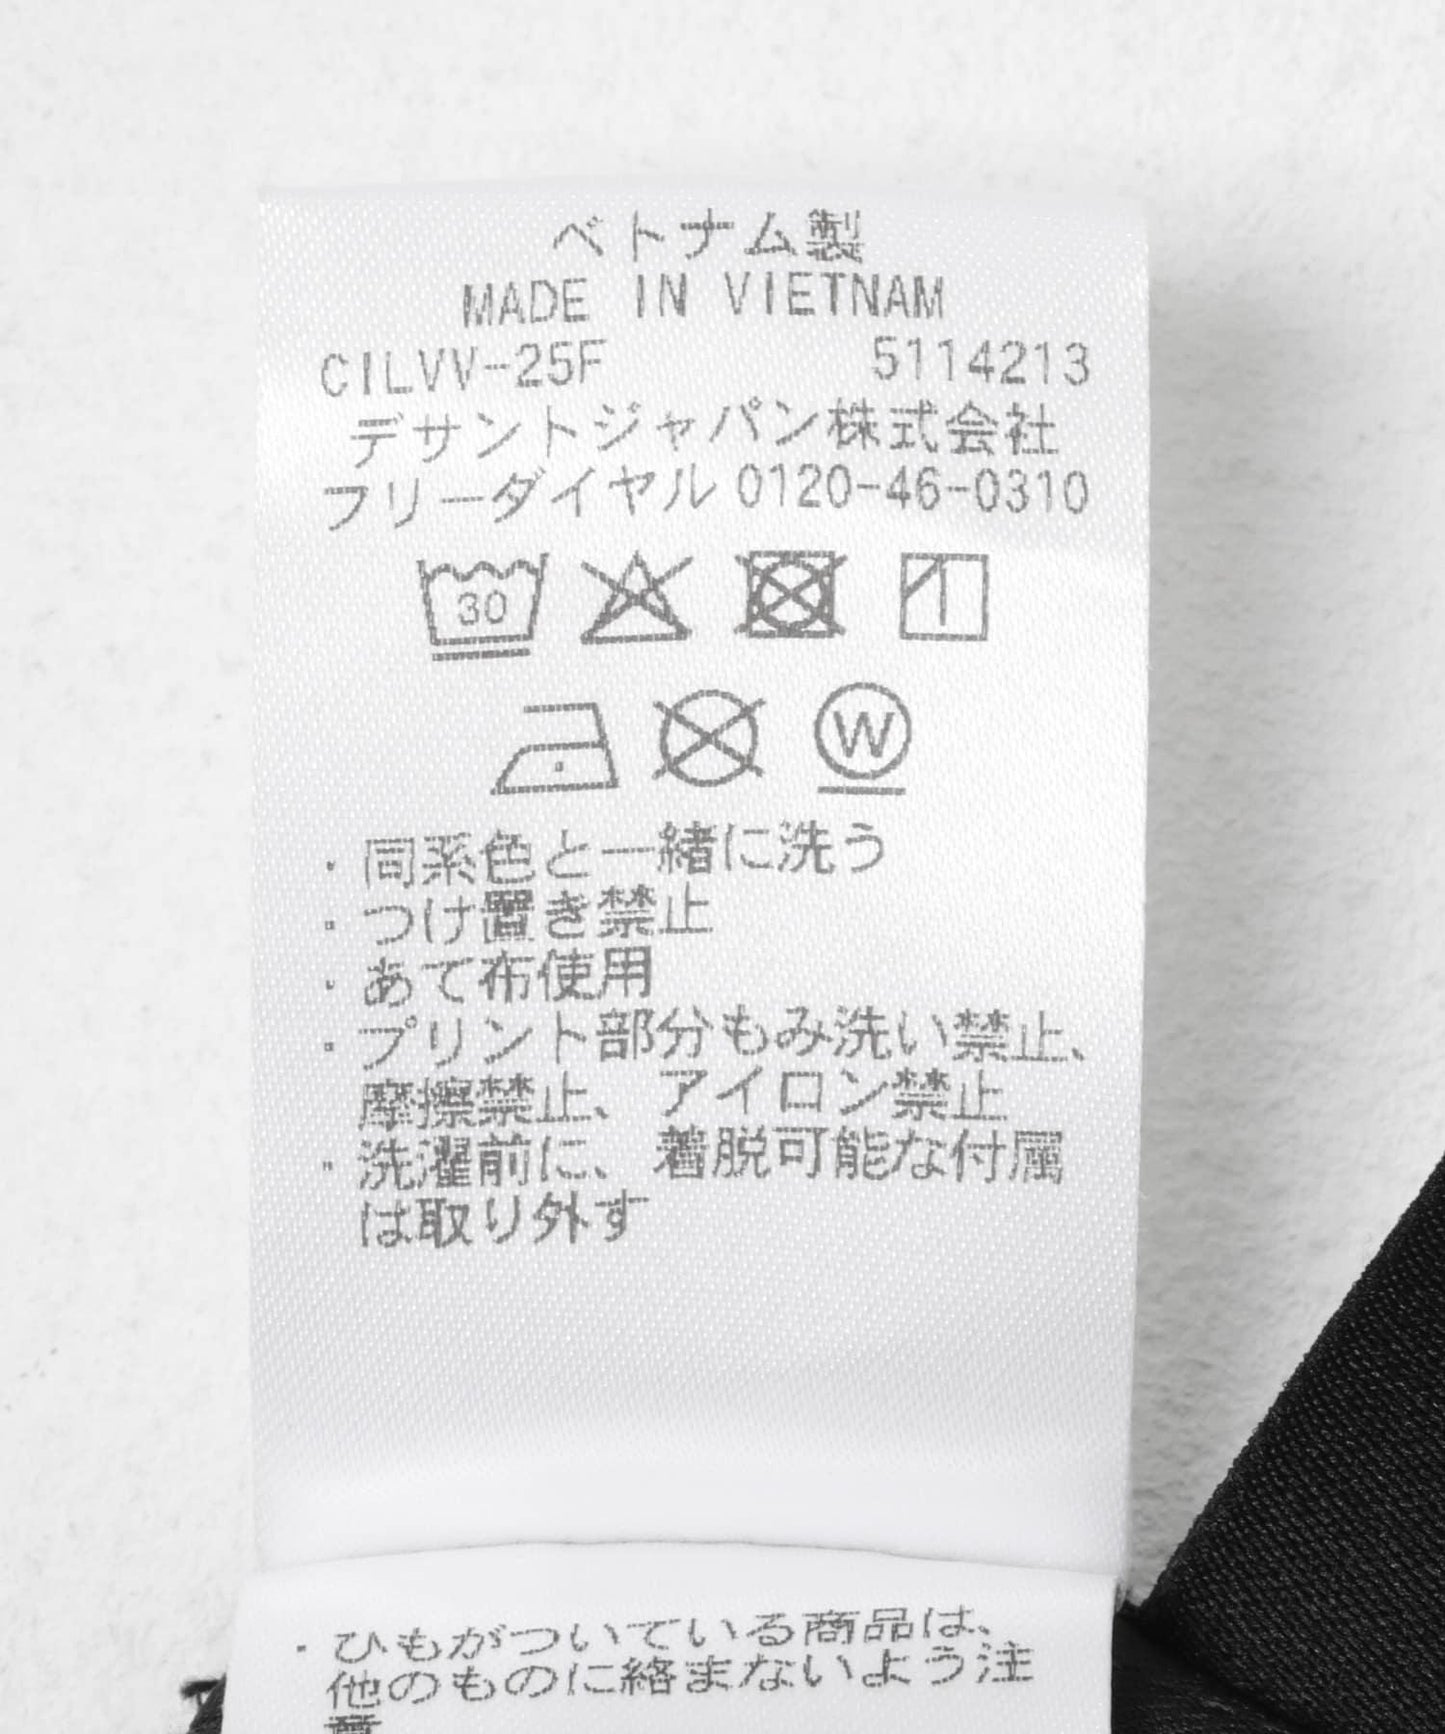 ベトナム製
MADE IN VIETNAM
CILVV-25F 5114213
デサントジャパン株式会社
フリーダイヤル 0120-46-0310
30
W
・同系色と一緒に洗う
・つけ置き禁止
・あて布使用
・プリント部分もみ洗い禁止、
摩擦禁止、アイロン禁止
・洗濯前に、着脱可能な付属
は取り外す
・ひもがついている商品は、
他のものに絡まないよう注
意